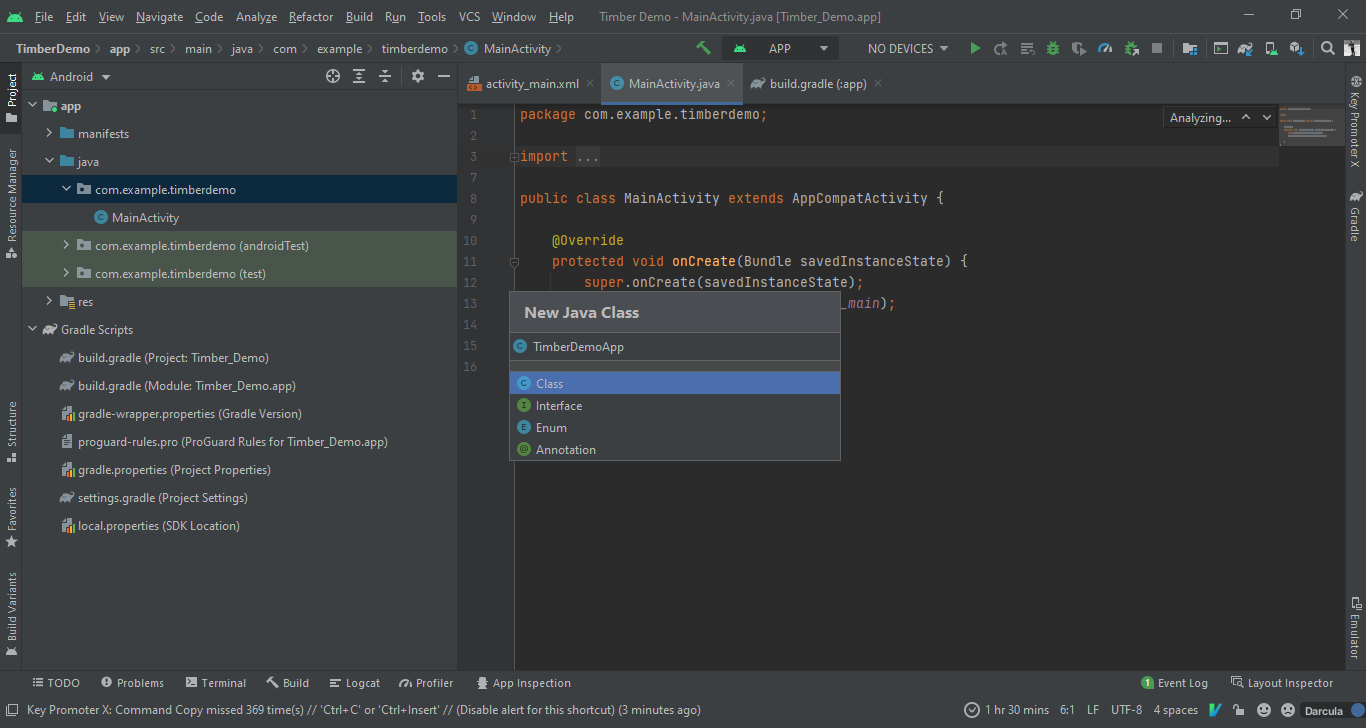 File Edit View Navigate Code Analyze Refactor Build Run Tools VCS Window Help Timber Demo - MainActivity.java [Timber_Demo.app]
TimberDemo app src main java com example timberdemo MainActivity APP NO DEVICES
Project
Resource Manager
Structure
Favorites
Build Variants
Android
app
manifests
java
com.example.timberdemo
MainActivity
com.example.timberdemo (androidTest)
com.example.timberdemo (test)
res
Gradle Scripts
build.gradle (Project: Timber_Demo)
build.gradle (Module: Timber_Demo.app)
gradle-wrapper.properties (Gradle Version)
proguard-rules.pro (ProGuard Rules for Timber_Demo.app)
gradle.properties (Project Properties)
settings.gradle (Project Settings)
local.properties (SDK Location)
activity_main.xml MainActivity.java build.gradle (:app)
1 package com.example.timberdemo;
Analyzing...
2
3 import ...
7
8 public class MainActivity extends AppCompatActivity {
9
10 @Override
11 protected void onCreate(Bundle savedInstanceState) {
12 super.onCreate(savedInstanceState);
13 _main);
14
15
16
New Java Class
TimberDemoApp
Class
Interface
Enum
Annotation
Key Promoter X
Gradle
Emulator
TODO Problems Terminal Build Logcat Profiler App Inspection 1 Event Log Layout Inspector
Key Promoter X: Command Copy missed 369 time(s) // 'Ctrl+C' or 'Ctrl+Insert' // (Disable alert for this shortcut) (3 minutes ago) 1 hr 30 mins 6:1 LF UTF-8 4 spaces Darcula